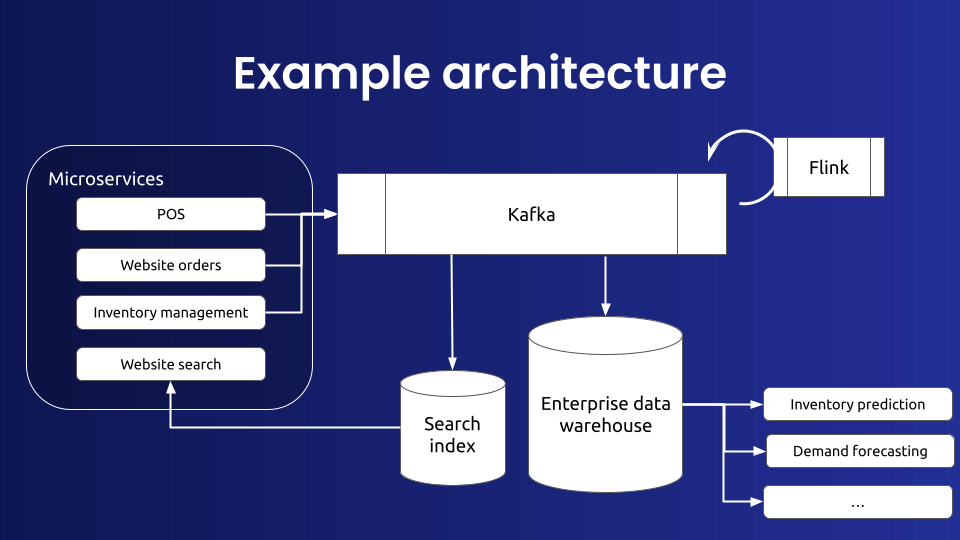 Example architecture
Microservices
POS
Website orders
Inventory management
Website search
Kafka
Flink
Search
index
Enterprise data
warehouse
Inventory prediction
Demand forecasting
...